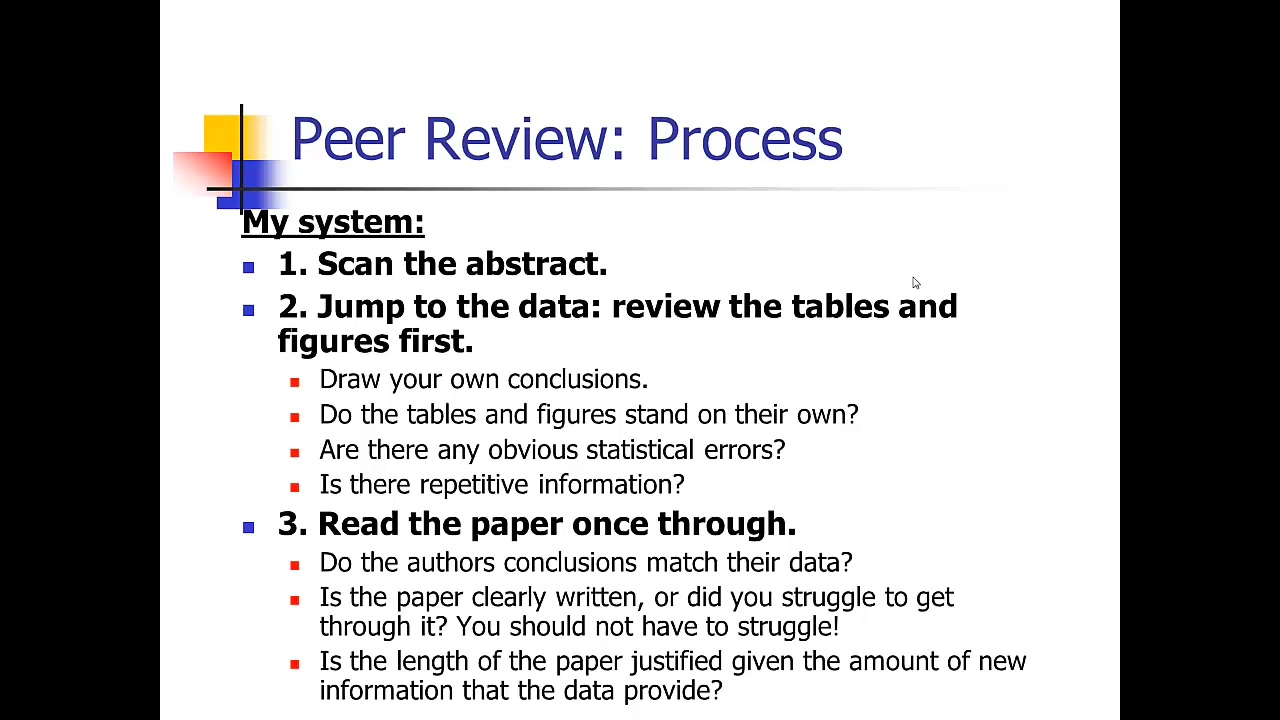 Peer Review: Process
My system:
1. Scan the abstract.
2. Jump to the data: review the tables and
figures first.
Draw your own conclusions.
Do the tables and figures stand on their own?
Are there any obvious statistical errors?
Is there repetitive information?
3. Read the paper once through.
Do the authors conclusions match their data?
Is the paper clearly written, or did you struggle to get
through it? You should not have to struggle!
Is the length of the paper justified given the amount of new
information that the data provide?